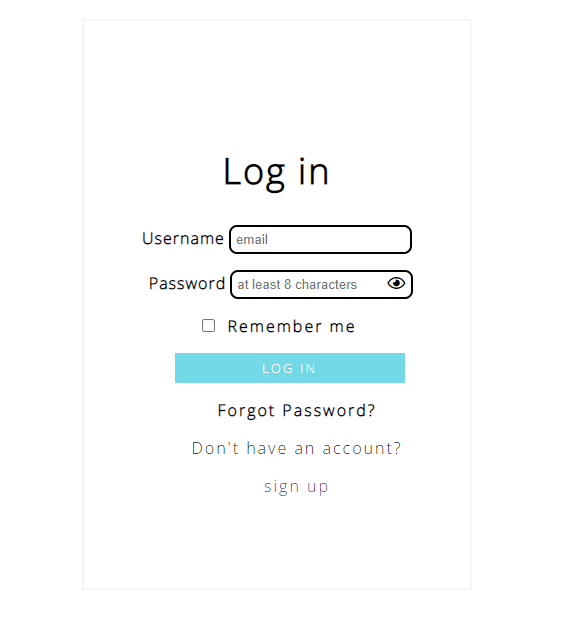 Log in
Username email
Password at least 8 characters
Remember me
LOG IN
Forgot Password?
Don't have an account?
sign up